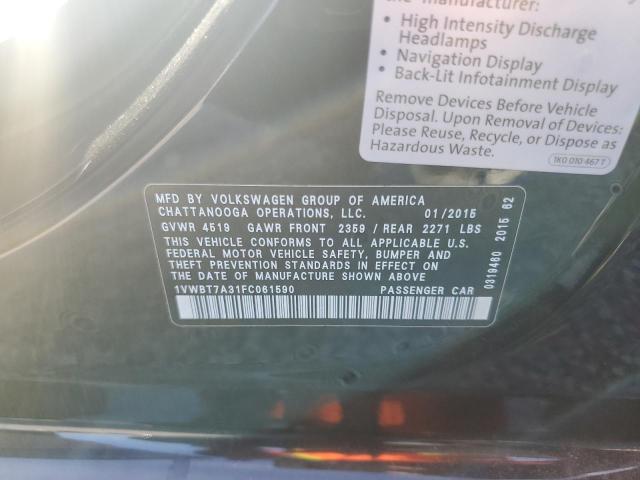 the manufacturer:
• High Intensity Discharge
Headlamps
• Navigation Display
• Back-Lit Infotainment Display
Remove Devices Before Vehicle
Disposal. Upon Removal of Devices:
Please Reuse, Recycle, or Dispose as
Hazardous Waste.
1K0 010 467 T
MFD BY VOLKSWAGEN GROUP OF AMERICA
CHATTANOOGA OPERATIONS, LLC. 01/2015
GVWR 4519 GAWR FRONT 2359 / REAR 2271 LBS
THIS VEHICLE CONFORMS TO ALL APPLICABLE U.S.
FEDERAL MOTOR VEHICLE SAFETY, BUMPER AND
THEFT PREVENTION STANDARDS IN EFFECT ON
THE DATE OF MANUFACTURE SHOWN ABOVE
1VWBT7A31FC061590 PASSENGER CAR
0319480 2015 62